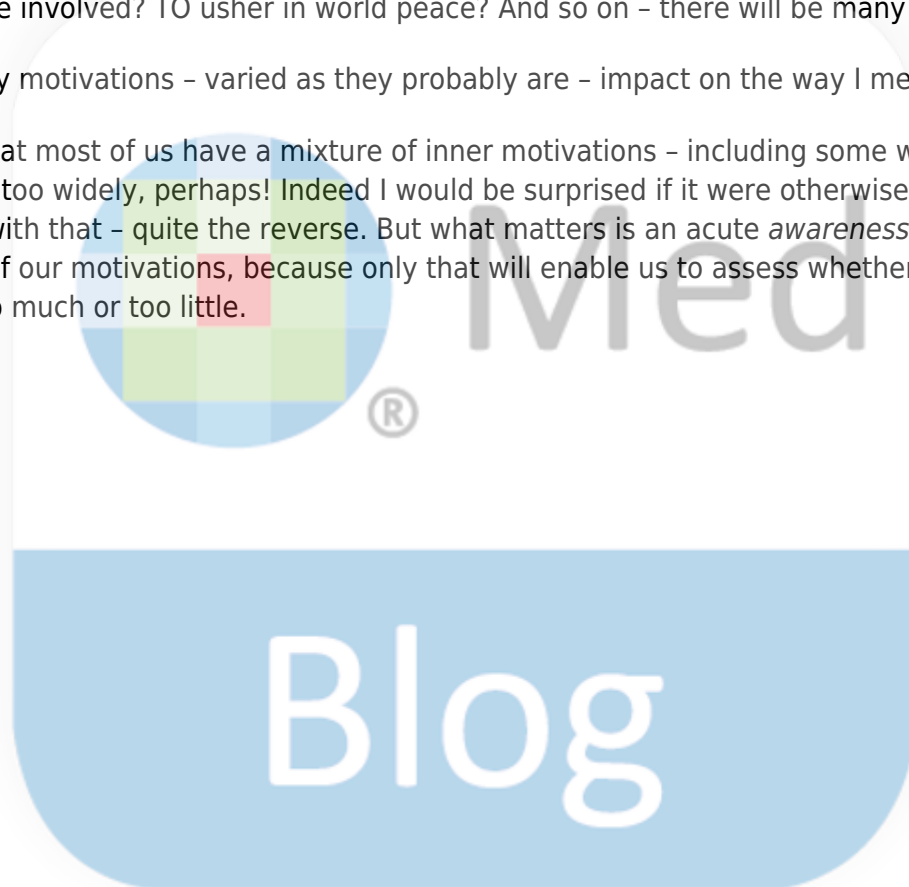 e involved? TO usher in world peace? And so on – there will be many
y motivations – varied as they probably are – impact on the way I me
at most of us have a mixture of inner motivations – including some w
too widely, perhaps! Indeed I would be surprised if it were otherwise
ith that – quite the reverse. But what matters is an acute awareness
f our motivations, because only that will enable us to assess whether
o much or too little.
Med
®
Blog